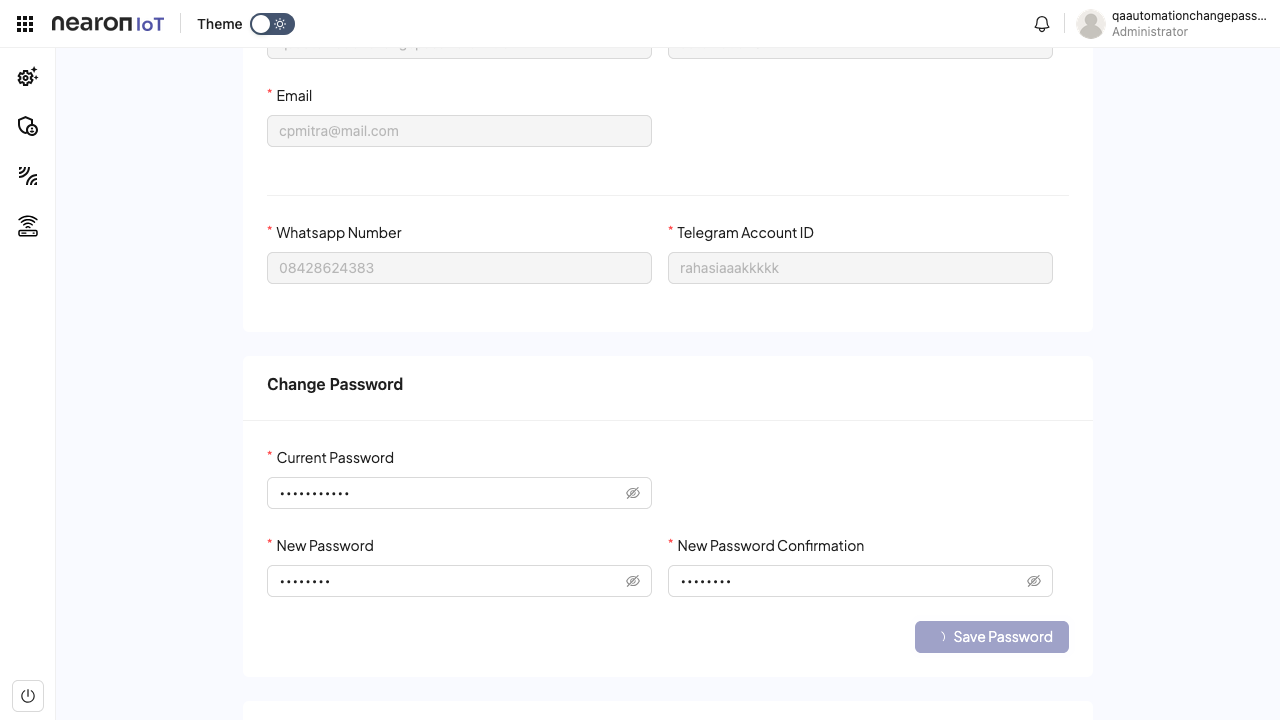 nearon IoT
Theme
qaautomationchangepass...
Administrator
* Email
cpmitra@mail.com
* Whatsapp Number
* Telegram Account ID
08428624383
rahasiaaakkkkk
Change Password
* Current Password
•••••••••••
* New Password
* New Password Confirmation
••••••••
••••••••
Save Password